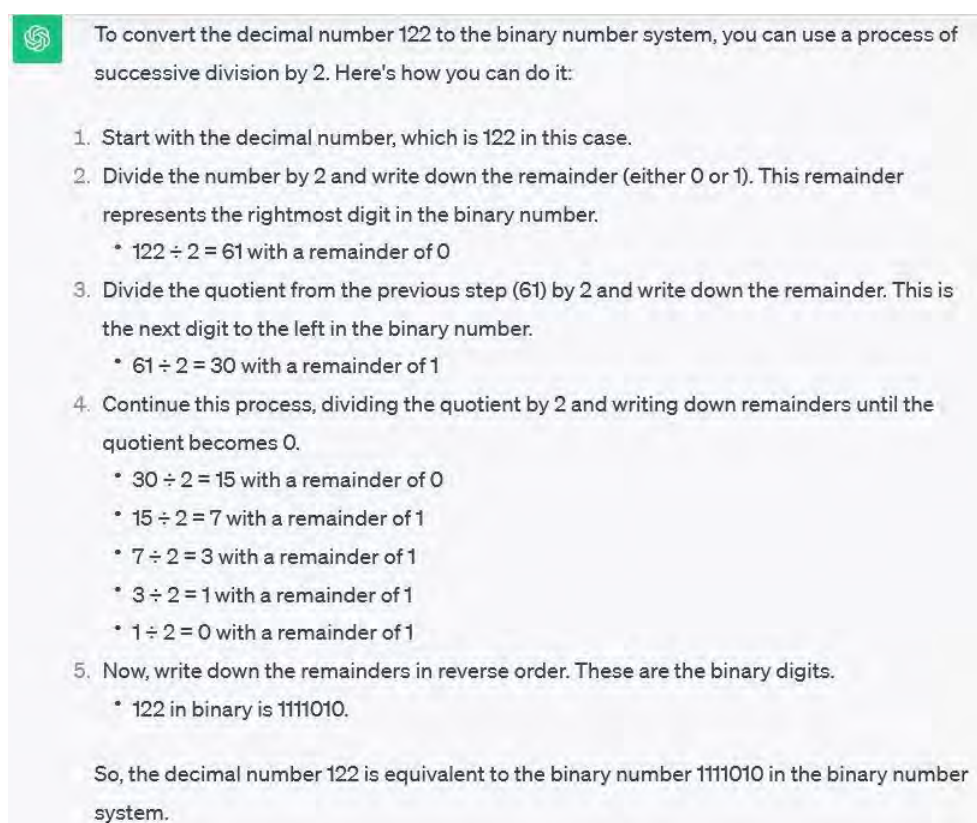 To convert the decimal number 122 to the binary number system, you can use a process of
successive division by 2. Here's how you can do it:
1. Start with the decimal number, which is 122 in this case.
2. Divide the number by 2 and write down the remainder (either 0 or 1). This remainder
represents the rightmost digit in the binary number.
• 122 ÷ 2 = 61 with a remainder of 0
3. Divide the quotient from the previous step (61) by 2 and write down the remainder. This is
the next digit to the left in the binary number.
• 61 ÷ 2 = 30 with a remainder of 1
4. Continue this process, dividing the quotient by 2 and writing down remainders until the
quotient becomes 0.
• 30 ÷ 2 = 15 with a remainder of 0
• 15 ÷ 2 = 7 with a remainder of 1
• 7 ÷ 2 = 3 with a remainder of 1
• 3 ÷ 2 = 1 with a remainder of 1
• 1 ÷ 2 = 0 with a remainder of 1
5. Now, write down the remainders in reverse order. These are the binary digits.
• 122 in binary is 1111010.
So, the decimal number 122 is equivalent to the binary number 1111010 in the binary number
system.